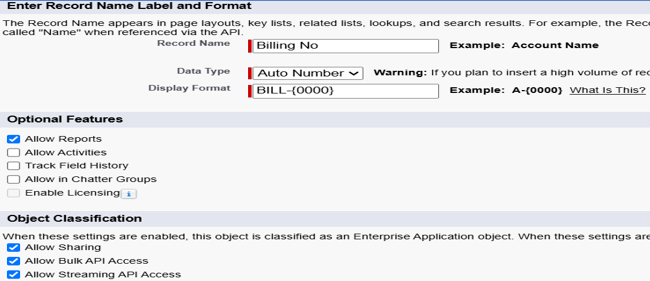 Enter Record Name Label and Format
The Record Name appears in page layouts, key lists, related lists, lookups, and search results. For example, the Rec
called "Name" when referenced via the API.
Record Name Billing No Example: Account Name
Data Type Auto Number Warning: If you plan to insert a high volume of rec
Display Format BILL-{0000} Example: A-{0000} What Is This?
Optional Features
Allow Reports
Allow Activities
Track Field History
Allow in Chatter Groups
Enable Licensing i
Object Classification
When these settings are enabled, this object is classified as an Enterprise Application object. When these settings are
Allow Sharing
Allow Bulk API Access
Allow Streaming API Access